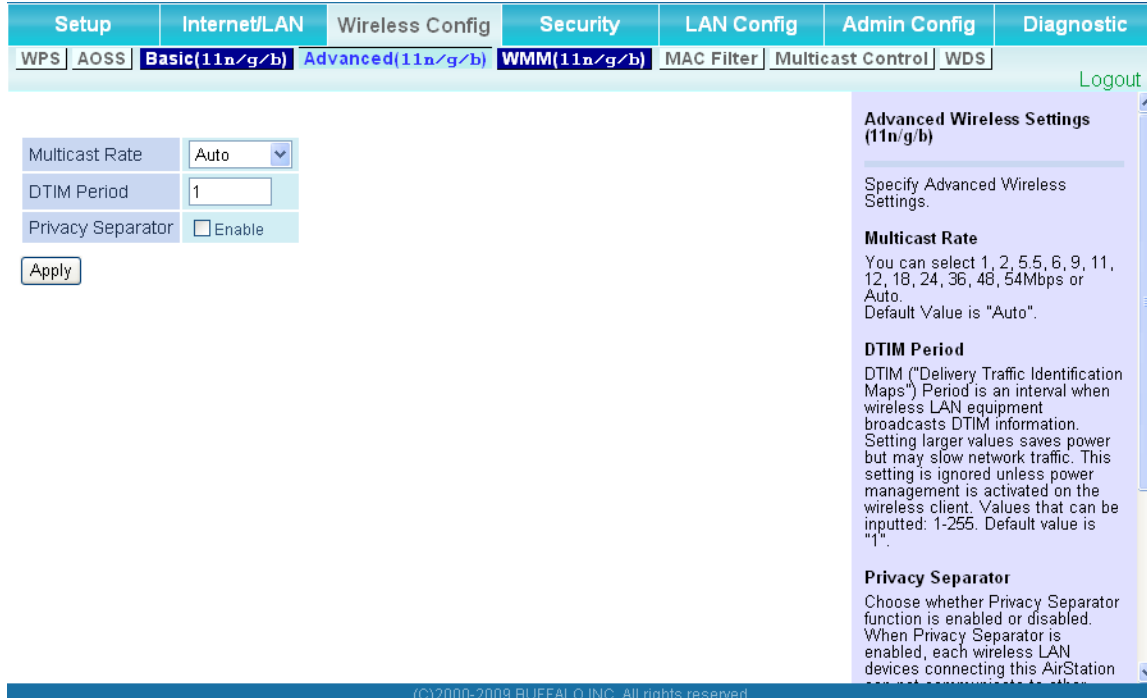 Setup Internet/LAN Wireless Config Security LAN Config Admin Config Diagnostic
WPS AOSS Basic(11n/g/b) Advanced(11n/g/b) WMM(11n/g/b) MAC Filter Multicast Control WDS
Logout
Multicast Rate Auto
DTIM Period 1
Privacy Separator Enable
Apply
Advanced Wireless Settings
(11n/g/b)
Specify Advanced Wireless
Settings.
Multicast Rate
You can select 1, 2, 5.5, 6, 9, 11,
12, 18, 24, 36, 48, 54Mbps or
Auto.
Default Value is "Auto".
DTIM Period
DTIM ("Delivery Traffic Identification
Maps") Period is an interval when
wireless LAN equipment
broadcasts DTIM information.
Setting larger values saves power
but may slow network traffic. This
setting is ignored unless power
management is activated on the
wireless client. Values that can be
inputted: 1-255. Default value is
"1".
Privacy Separator
Choose whether Privacy Separator
function is enabled or disabled.
When Privacy Separator is
enabled, each wireless LAN
devices connecting this AirStation
can not communicate to other
(C)2000-2009 BUFFALO INC. All rights reserved.